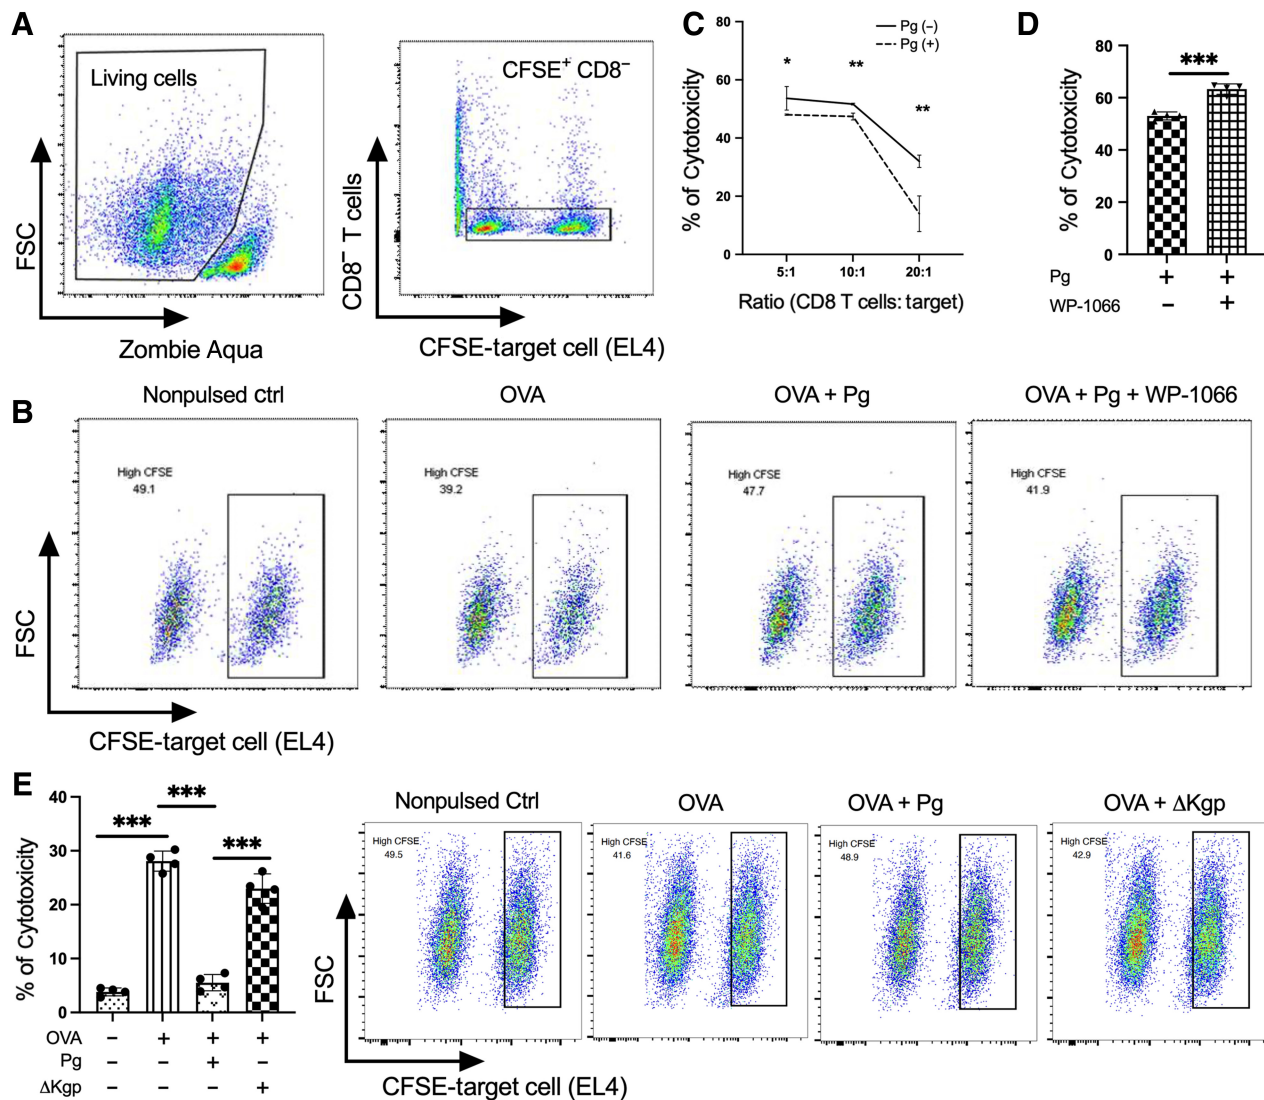 A
Living cells
FSC
Zombie Aqua
CFSE⁺ CD8⁻
CD8⁻ T cells
CFSE-target cell (EL4)
C
Pg (–)
Pg (+)
% of Cytotoxicity
80
60
40
20
0
*
**
**
5:1
10:1
20:1
Ratio (CD8 T cells: target)
D
***
% of Cytotoxicity
80
60
40
20
0
Pg + +
WP-1066 – +
B
Nonpulsed ctrl
OVA
OVA + Pg
OVA + Pg + WP-1066
High CFSE
49.1
High CFSE
39.2
High CFSE
47.7
High CFSE
41.9
FSC
CFSE-target cell (EL4)
E
% of Cytotoxicity
40
30
20
10
0
***
***
***
OVA – + + +
Pg – – + –
ΔKgp – – – +
Nonpulsed Ctrl
OVA
OVA + Pg
OVA + ΔKgp
High CFSE
49.5
High CFSE
41.6
High CFSE
48.9
High CFSE
42.9
FSC
CFSE-target cell (EL4)